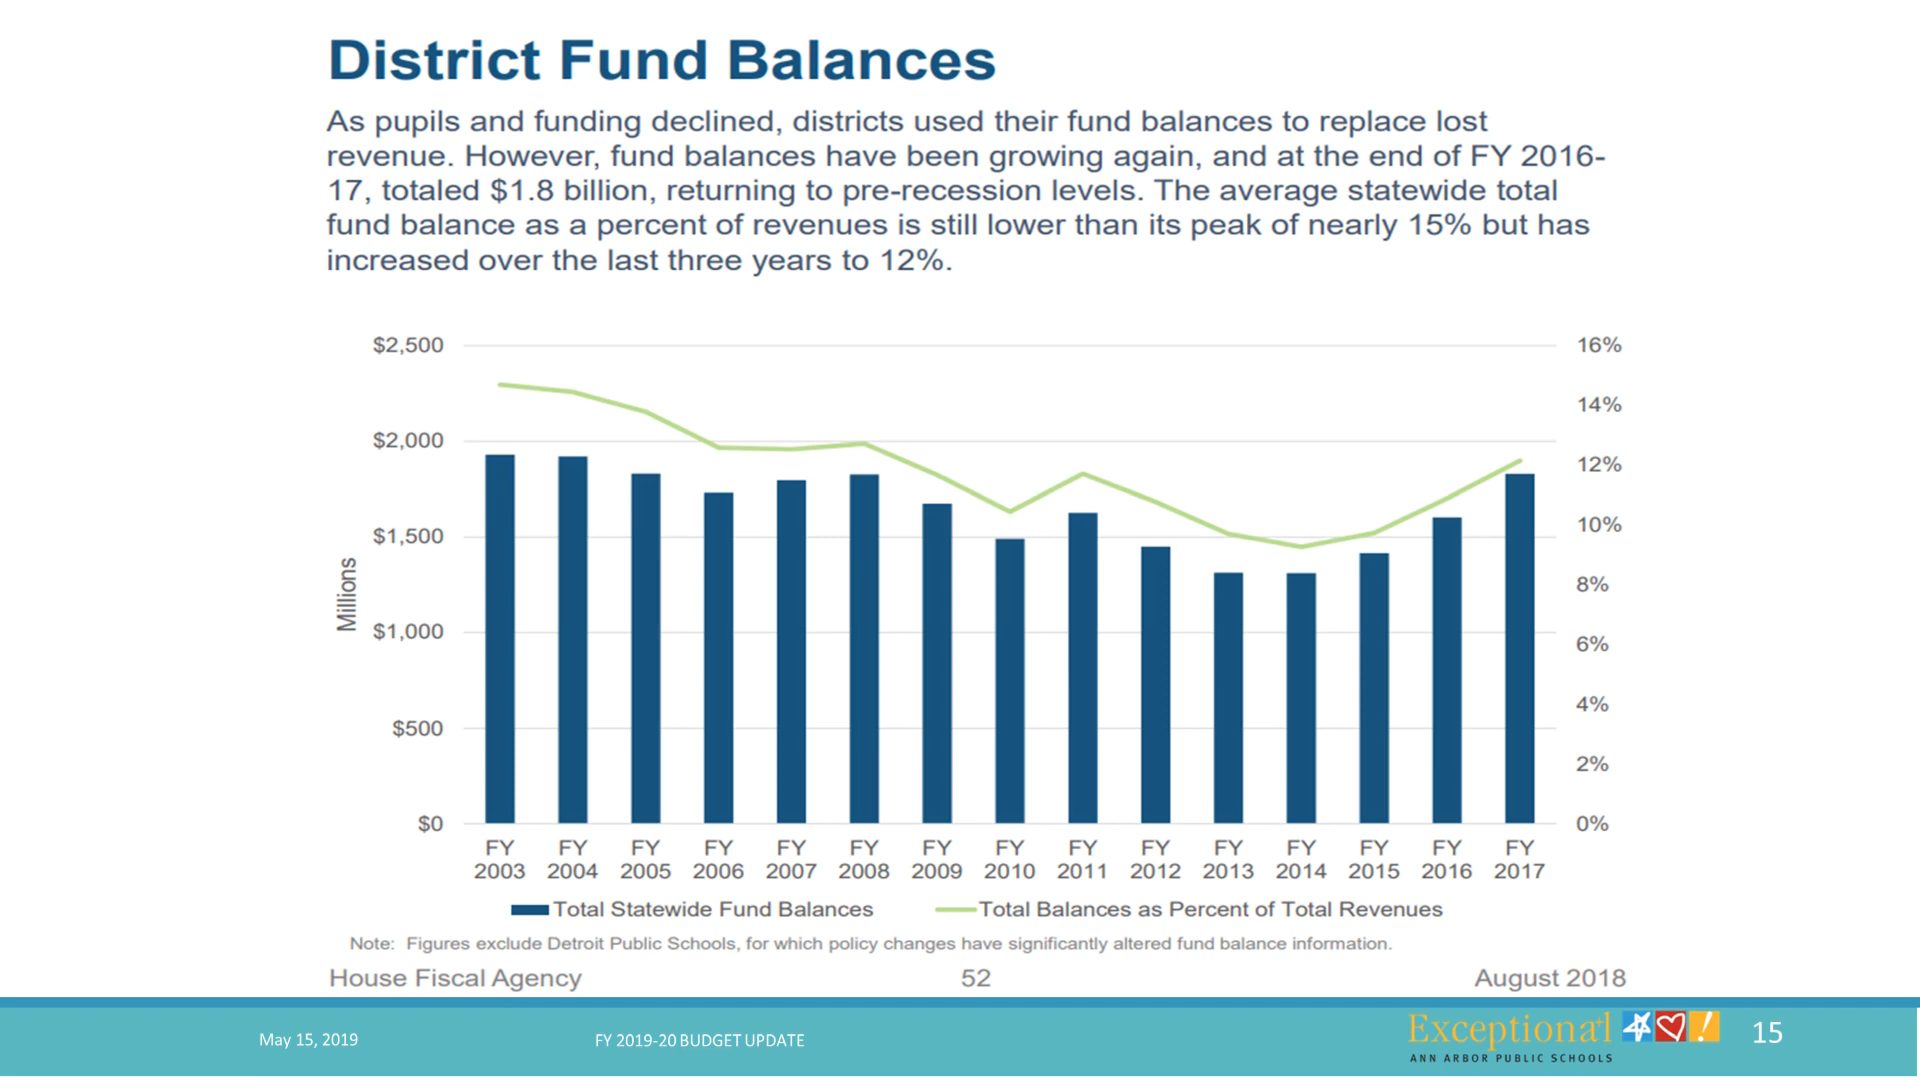 District Fund Balances
As pupils and funding declined, districts used their fund balances to replace lost
revenue. However, fund balances have been growing again, and at the end of FY 2016-
17, totaled $1.8 billion, returning to pre-recession levels. The average statewide total
fund balance as a percent of revenues is still lower than its peak of nearly 15% but has
increased over the last three years to 12%.
$2,500
$2,000
$1,500
$1,000
$500
$0
Millions
16%
14%
12%
10%
8%
6%
4%
2%
0%
FY FY FY FY FY FY FY FY FY FY FY FY FY FY FY
2003 2004 2005 2006 2007 2008 2009 2010 2011 2012 2013 2014 2015 2016 2017
Total Statewide Fund Balances Total Balances as Percent of Total Revenues
Note: Figures exclude Detroit Public Schools, for which policy changes have significantly altered fund balance information.
House Fiscal Agency 52 August 2018
May 15, 2019 FY 2019-20 BUDGET UPDATE
Exceptional
ANN ARBOR PUBLIC SCHOOLS
15